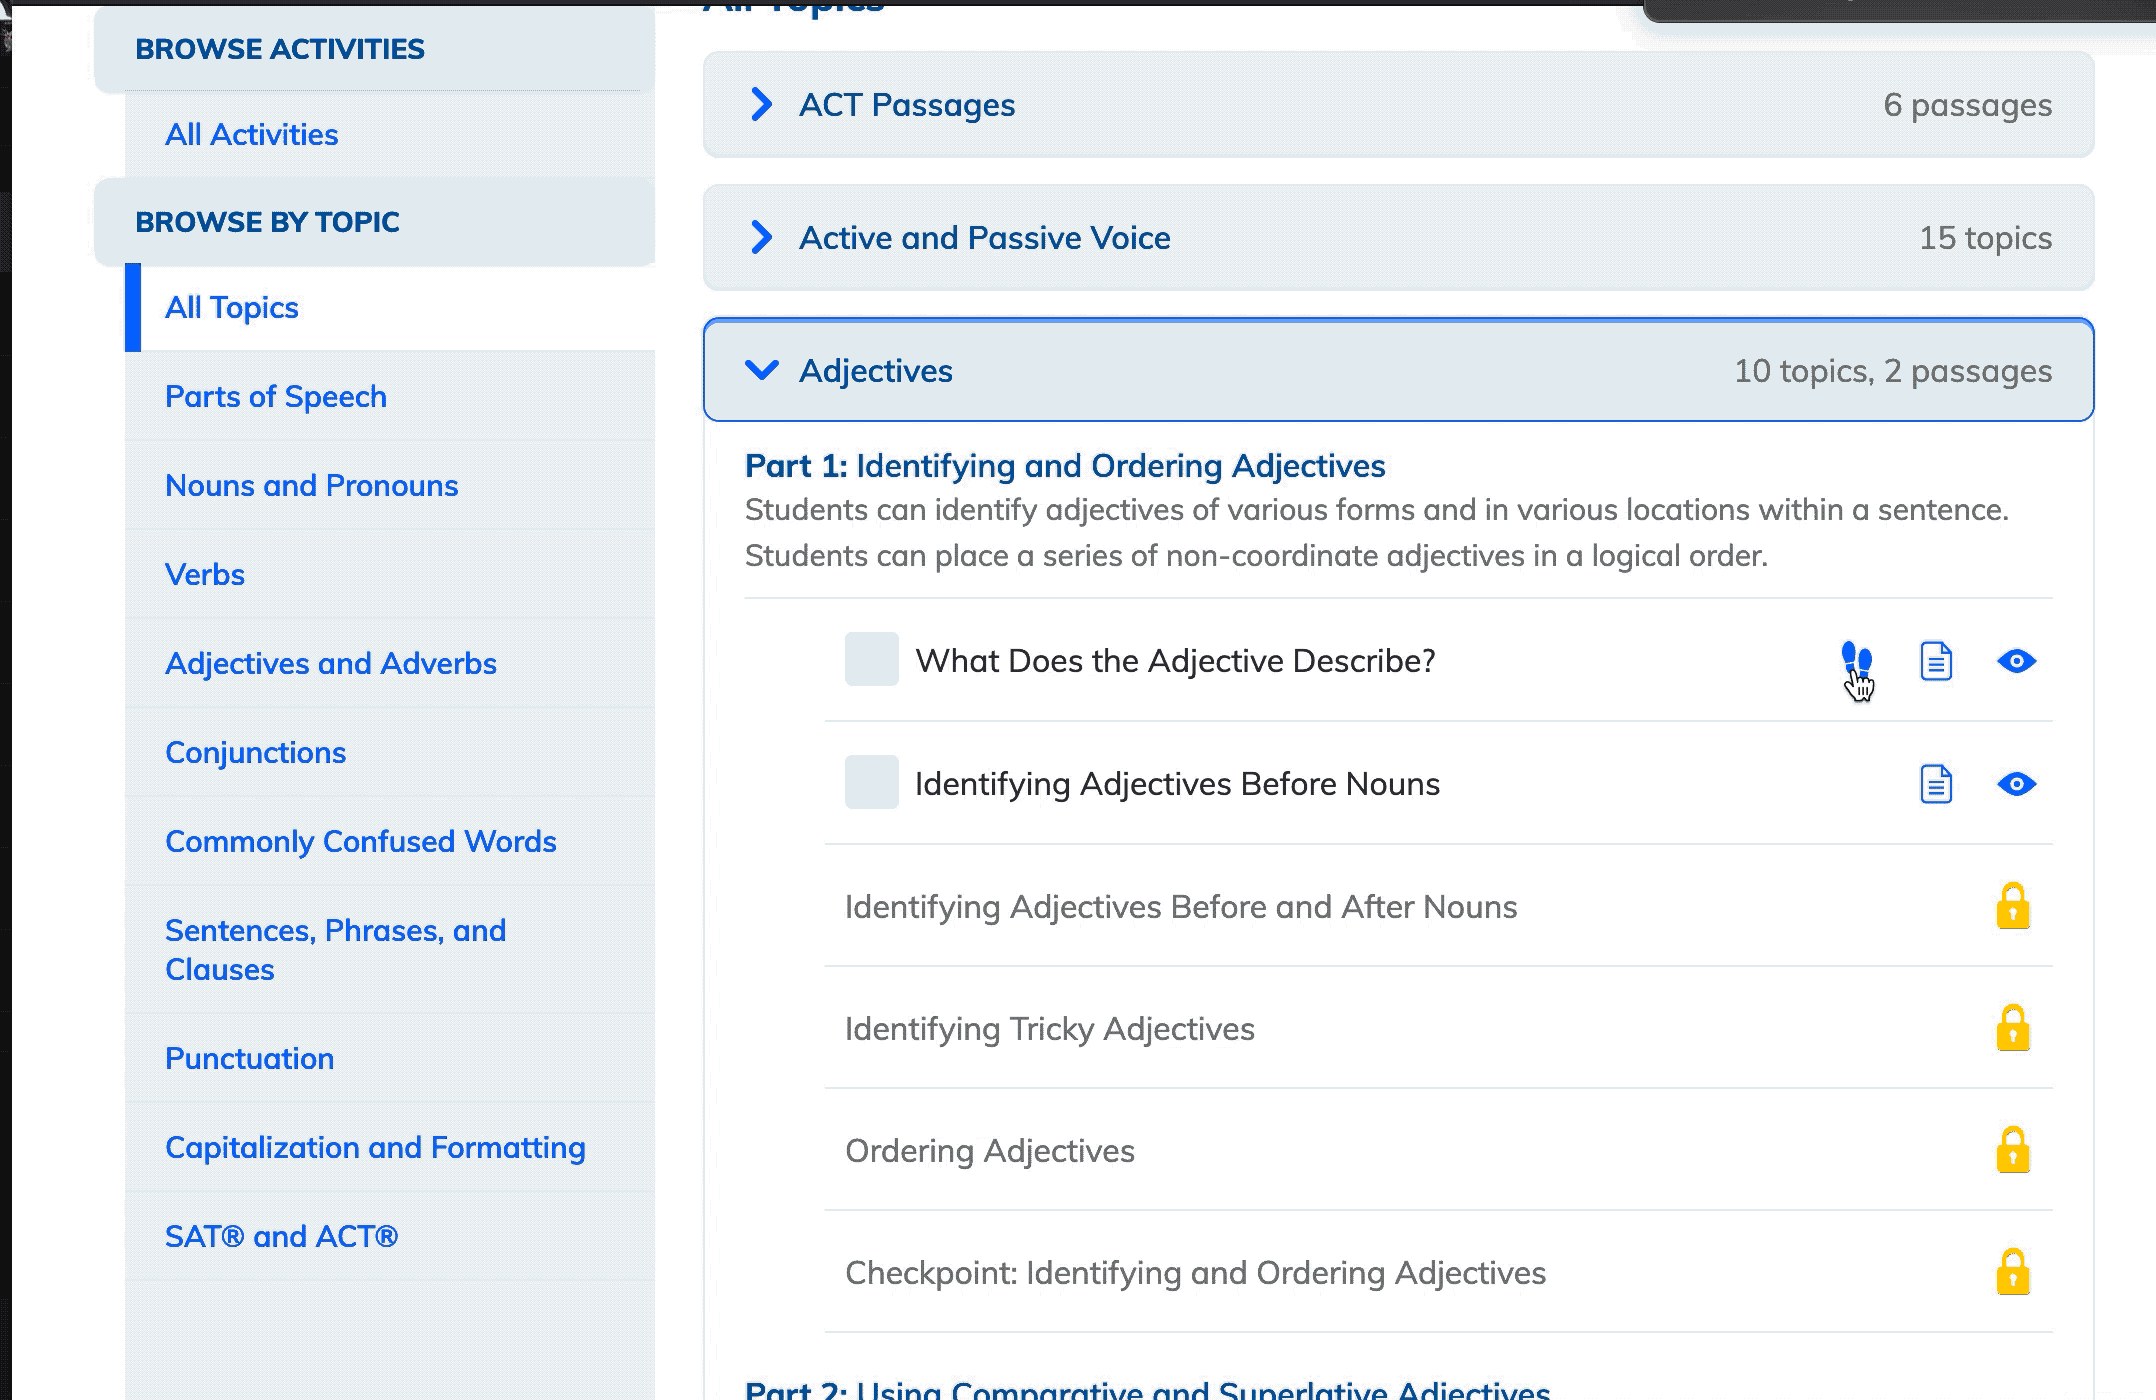 All Topics
BROWSE ACTIVITIES
All Activities
BROWSE BY TOPIC
All Topics
Parts of Speech
Nouns and Pronouns
Verbs
Adjectives and Adverbs
Conjunctions
Commonly Confused Words
Sentences, Phrases, and
Clauses
Punctuation
Capitalization and Formatting
SAT® and ACT®
ACT Passages
6 passages
Active and Passive Voice
15 topics
Adjectives
10 topics, 2 passages
Part 1: Identifying and Ordering Adjectives
Students can identify adjectives of various forms and in various locations within a sentence.
Students can place a series of non-coordinate adjectives in a logical order.
What Does the Adjective Describe?
Identifying Adjectives Before Nouns
Identifying Adjectives Before and After Nouns
Identifying Tricky Adjectives
Ordering Adjectives
Checkpoint: Identifying and Ordering Adjectives
Part 2: Using Comparative and Superlative Adjectives